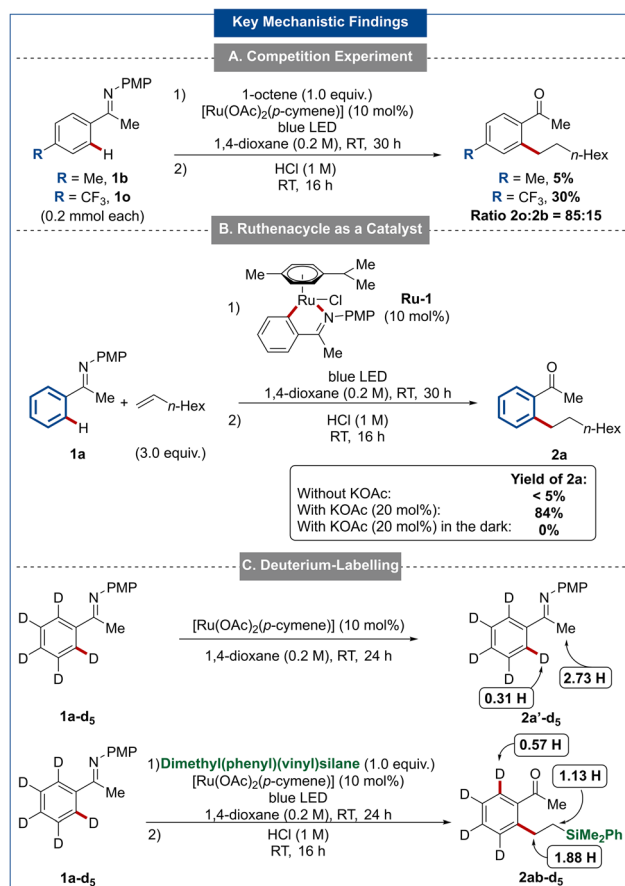 Key Mechanistic Findings
A. Competition Experiment
N PMP
Me
H
R
R = Me, 1b
R = CF3, 1o
(0.2 mmol each)
1) 1-octene (1.0 equiv.)
[Ru(OAc)2(p-cymene)] (10 mol%)
blue LED
1,4-dioxane (0.2 M), RT, 30 h
2) HCl (1 M)
RT, 16 h
O
Me
R
n-Hex
R = Me, 5%
R = CF3, 30%
Ratio 2o:2b = 85:15
B. Ruthenacycle as a Catalyst
Me
Me
Me
Ru Cl
N PMP
Me
1)
Ru-1
(10 mol%)
N PMP
Me
H
1a
+
n-Hex
(3.0 equiv.)
blue LED
1,4-dioxane (0.2 M), RT, 30 h
2) HCl (1 M)
RT, 16 h
O
Me
n-Hex
2a
Yield of 2a:
Without KOAc: < 5%
With KOAc (20 mol%): 84%
With KOAc (20 mol%) in the dark: 0%
C. Deuterium-Labelling
D N PMP
D Me
D D
D
1a-d5
[Ru(OAc)2(p-cymene)] (10 mol%)
1,4-dioxane (0.2 M), RT, 24 h
D N PMP
D Me
D D
D
0.31 H
2.73 H
2a'-d5
D N PMP
D Me
D D
D
1a-d5
1)Dimethyl(phenyl)(vinyl)silane (1.0 equiv.)
[Ru(OAc)2(p-cymene)] (10 mol%)
blue LED
1,4-dioxane (0.2 M), RT, 24 h
2) HCl (1 M)
RT, 16 h
0.57 H
D O
D Me
1.13 H
D
D
SiMe2Ph
1.88 H
2ab-d5